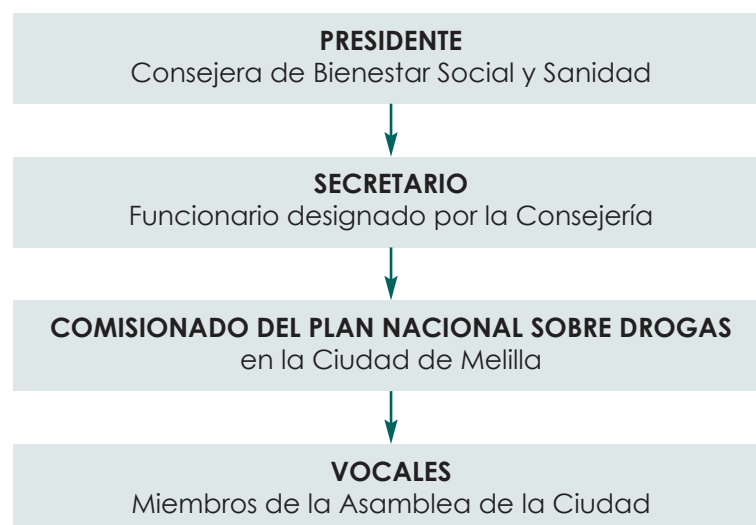 PRESIDENTE
Consejera de Bienestar Social y Sanidad
SECRETARIO
Funcionario designado por la Consejería
COMISIONADO DEL PLAN NACIONAL SOBRE DROGAS
en la Ciudad de Melilla
VOCALES
Miembros de la Asamblea de la Ciudad